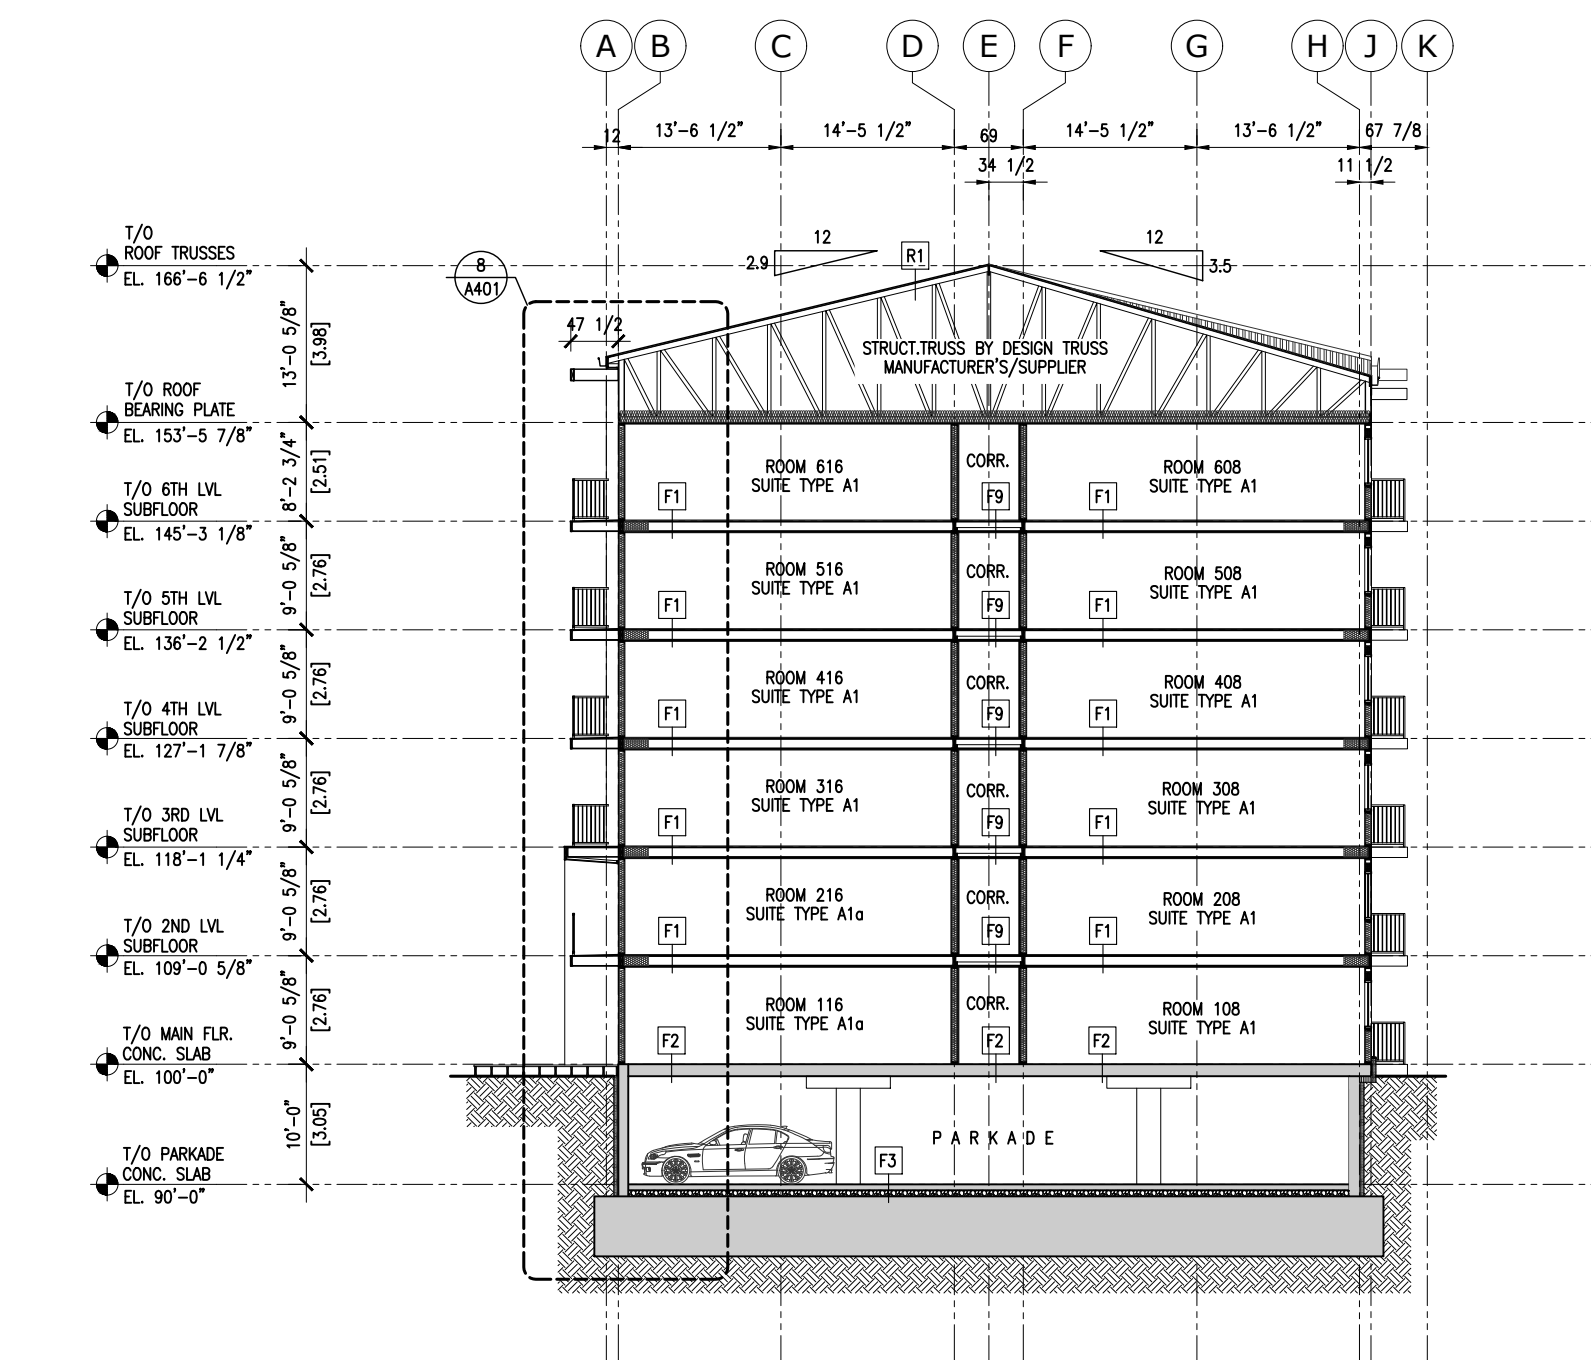 A B C D E F G H J K
12 13'-6 1/2" 14'-5 1/2" 69 14'-5 1/2" 13'-6 1/2" 67 7/8
34 1/2 11 1/2
T/O
ROOF TRUSSES
EL. 166'-6 1/2"
8
A401
12
2.9
R1
12
3.5
47 1/2
13'-0 5/8"
[3.98]
STRUCT.TRUSS BY DESIGN TRUSS
MANUFACTURER'S/SUPPLIER
T/O ROOF
BEARING PLATE
EL. 153'-5 7/8"
8'-2 3/4"
[2.51]
ROOM 616
SUITE TYPE A1
CORR.
ROOM 608
SUITE TYPE A1
F1 F9 F1
T/O 6TH LVL
SUBFLOOR
EL. 145'-3 1/8"
9'-0 5/8"
[2.76]
ROOM 516
SUITE TYPE A1
CORR.
ROOM 508
SUITE TYPE A1
F1 F9 F1
T/O 5TH LVL
SUBFLOOR
EL. 136'-2 1/2"
9'-0 5/8"
[2.76]
ROOM 416
SUITE TYPE A1
CORR.
ROOM 408
SUITE TYPE A1
F1 F9 F1
T/O 4TH LVL
SUBFLOOR
EL. 127'-1 7/8"
9'-0 5/8"
[2.76]
ROOM 316
SUITE TYPE A1
CORR.
ROOM 308
SUITE TYPE A1
F1 F9 F1
T/O 3RD LVL
SUBFLOOR
EL. 118'-1 1/4"
9'-0 5/8"
[2.76]
ROOM 216
SUITE TYPE A1a
CORR.
ROOM 208
SUITE TYPE A1
F1 F9 F1
T/O 2ND LVL
SUBFLOOR
EL. 109'-0 5/8"
9'-0 5/8"
[2.76]
ROOM 116
SUITE TYPE A1a
CORR.
ROOM 108
SUITE TYPE A1
F2 F2 F2
T/O MAIN FLR.
CONC. SLAB
EL. 100'-0"
10'-0"
[3.05]
PARKADE
F3
T/O PARKADE
CONC. SLAB
EL. 90'-0"